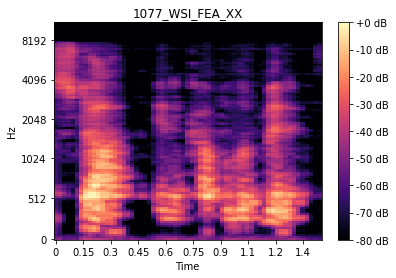 1077_WSI_FEA_XX
Hz
8192
4096
2048
1024
512
0
0 0.15 0.3 0.45 0.6 0.75 0.9 1.1 1.2 1.4
Time
+0 dB
-10 dB
-20 dB
-30 dB
-40 dB
-50 dB
-60 dB
-70 dB
-80 dB